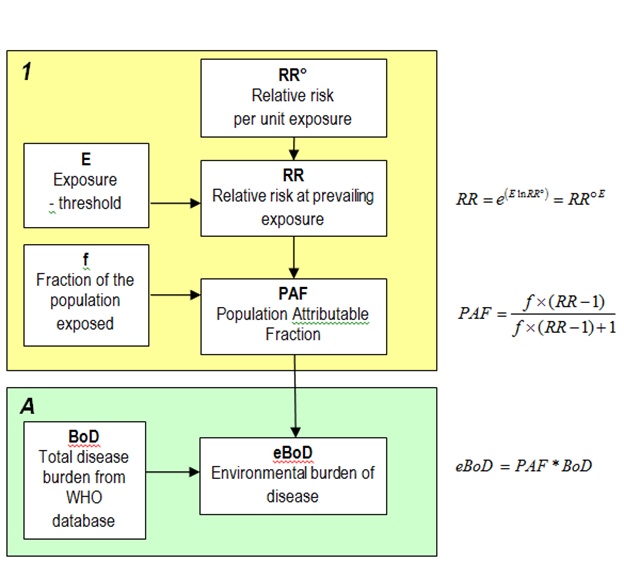 1
RR°
Relative risk
per unit exposure
E
Exposure
- threshold
RR
Relative risk at prevailing
exposure
RR = e^(E ln RR°) = RR°^E
f
Fraction of the
population
exposed
PAF
Population Attributable
Fraction
PAF = f×(RR−1)
f×(RR−1)+1
A
BoD
Total disease
burden from
WHO
database
eBoD
Environmental burden of
disease
eBoD = PAF * BoD